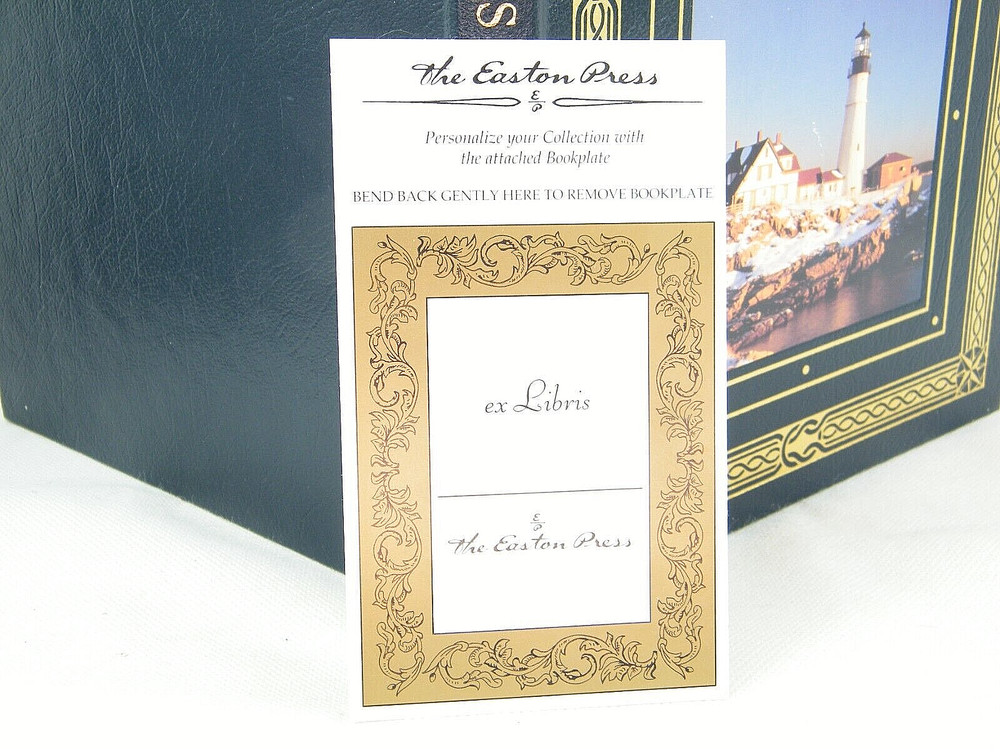 S
The Easton Press
E
P
Personalize your Collection with
the attached Bookplate
BEND BACK GENTLY HERE TO REMOVE BOOKPLATE
ex Libris
E
P
The Easton Press